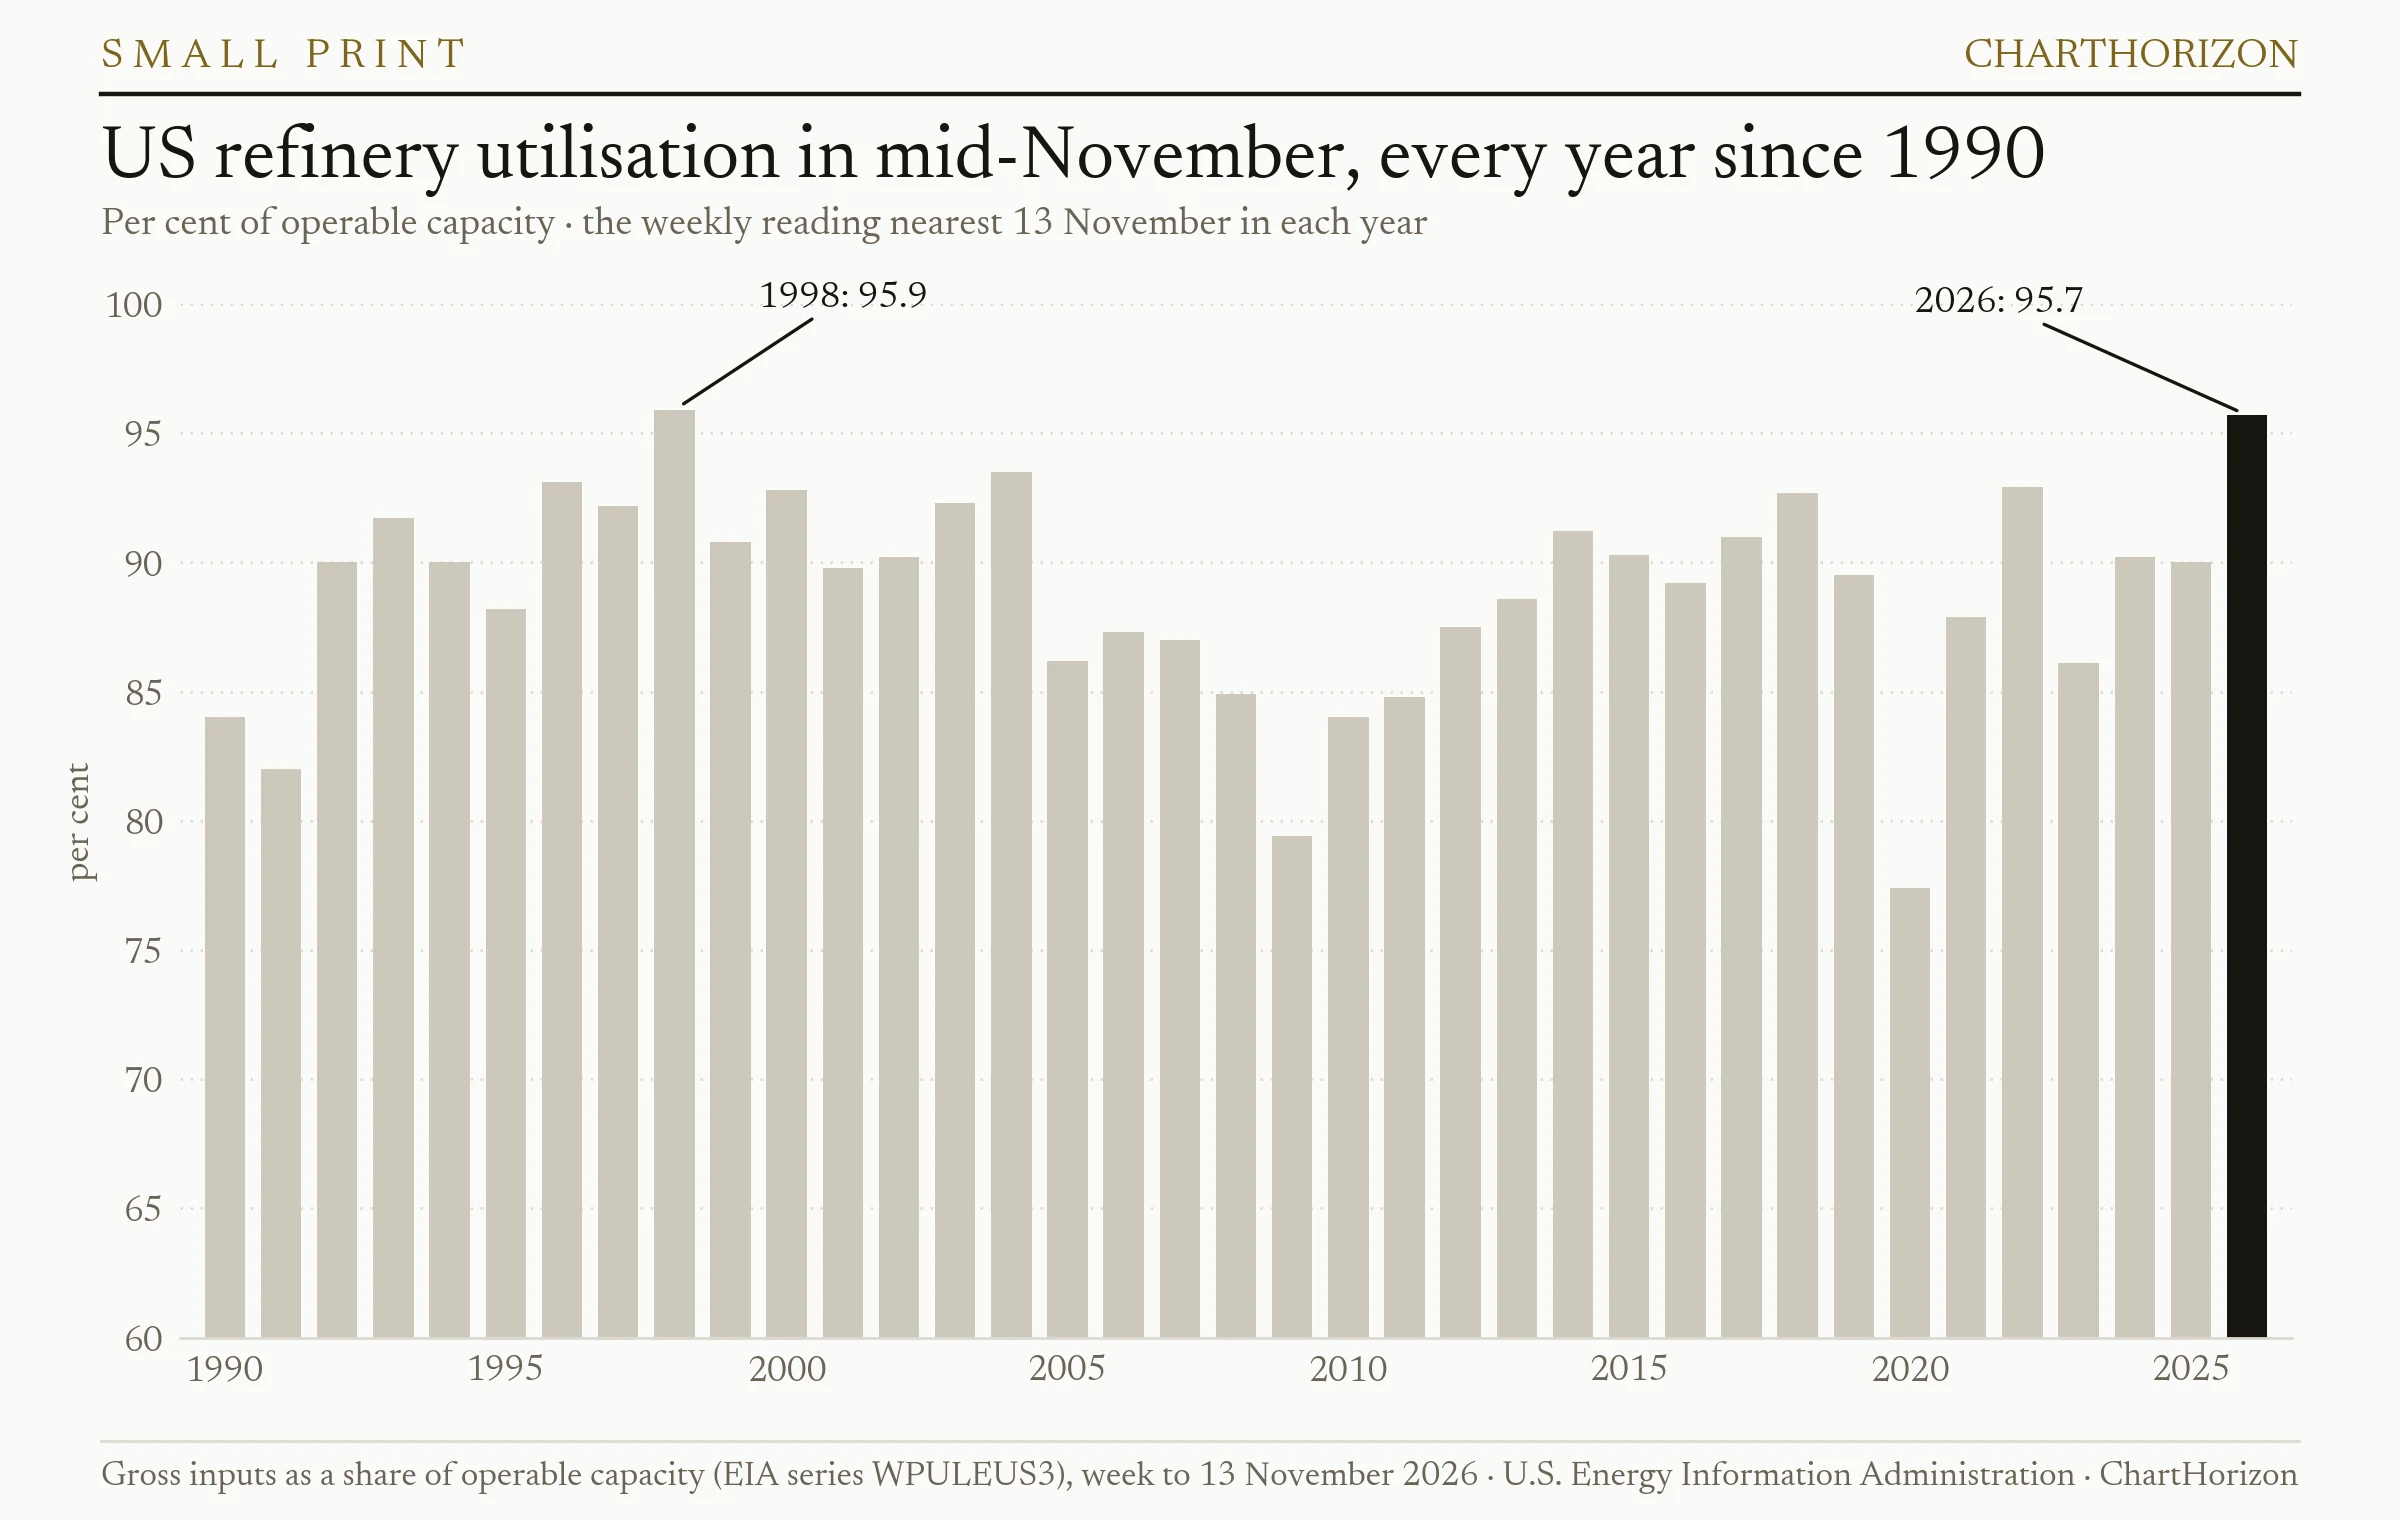 SMALL PRINT
CHARTHORIZON
US refinery utilisation in mid-November, every year since 1990
Per cent of operable capacity · the weekly reading nearest 13 November in each year
1998: 95.9
2026: 95.7
100
95
90
85
80
75
70
65
60
per cent
1990 1995 2000 2005 2010 2015 2020 2025
Gross inputs as a share of operable capacity (EIA series WPULEUS3), week to 13 November 2026 · U.S. Energy Information Administration · ChartHorizon